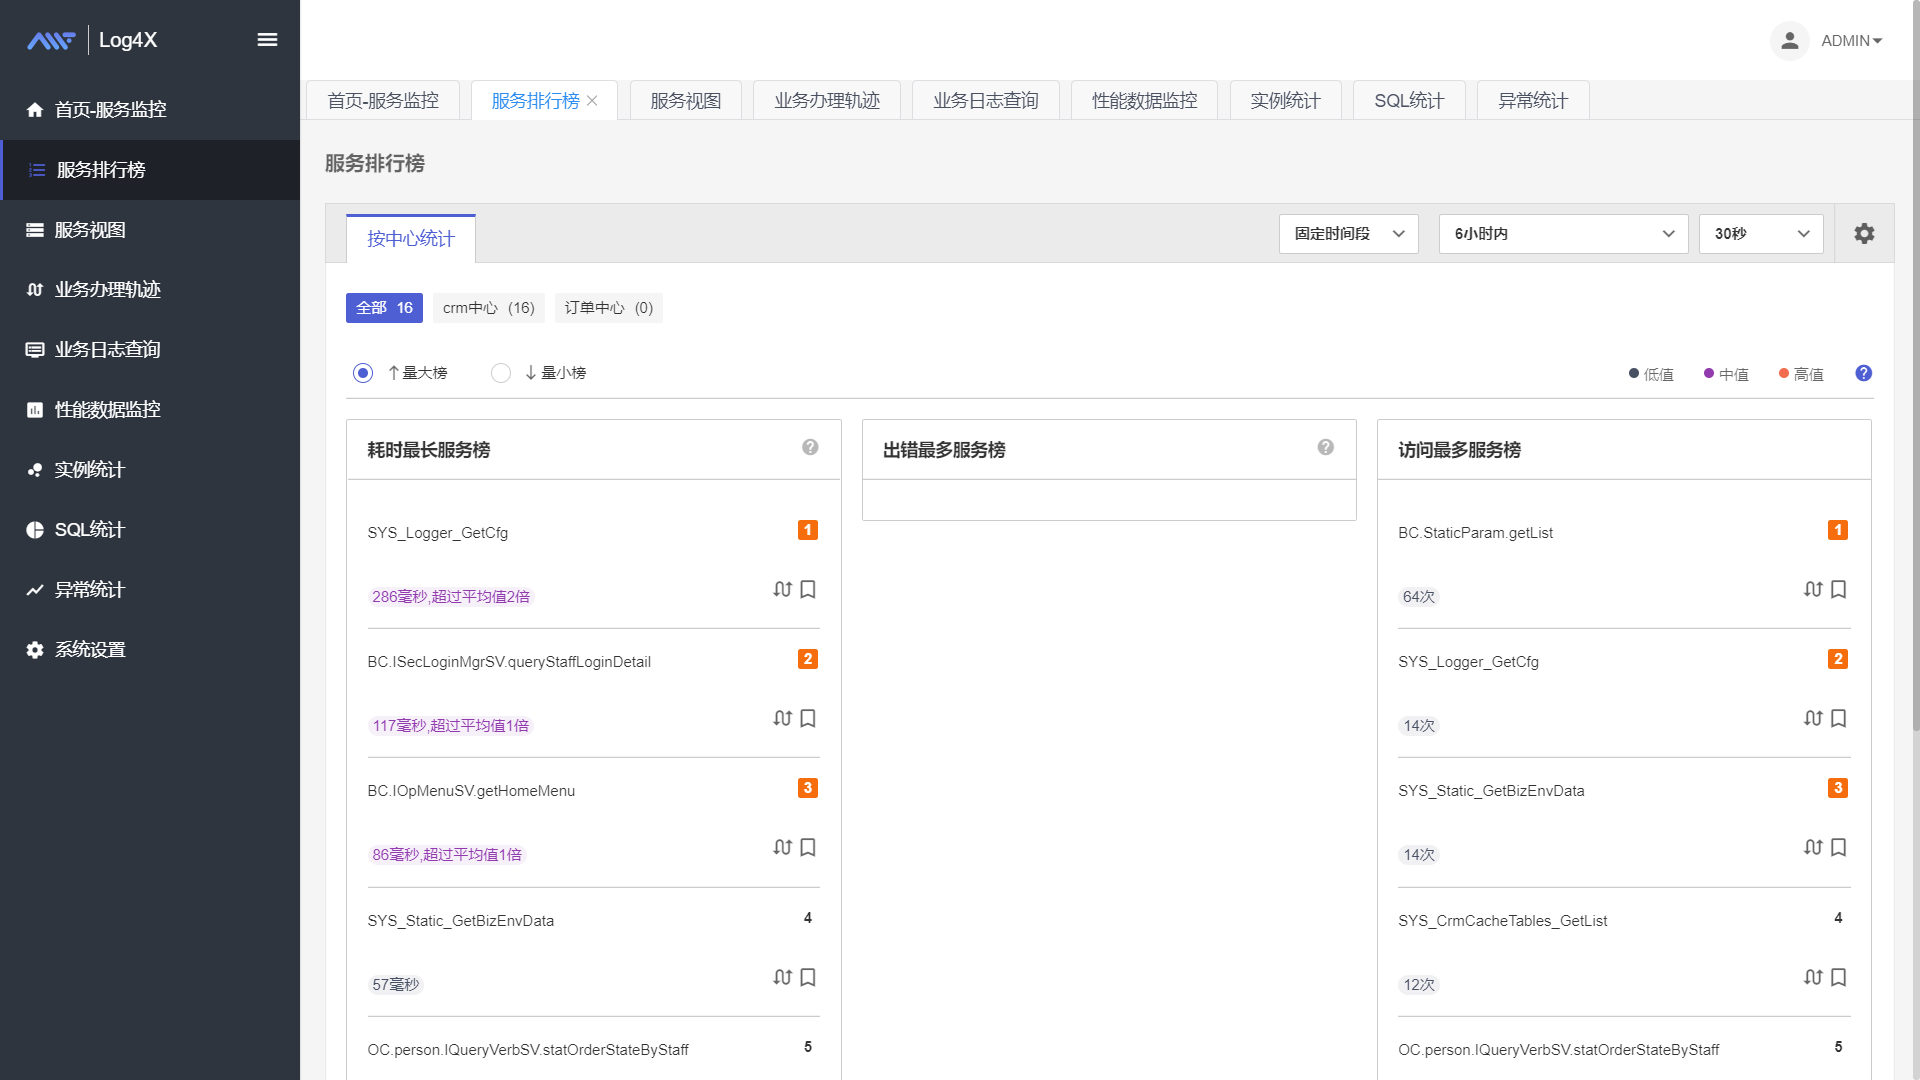 Log4X
ADMIN
首页-服务监控
服务排行榜
服务视图
业务办理轨迹
业务日志查询
性能数据监控
实例统计
SQL统计
异常统计
系统设置
首页-服务监控 服务排行榜 服务视图 业务办理轨迹 业务日志查询 性能数据监控 实例统计 SQL统计 异常统计
服务排行榜
按中心统计 固定时间段 6小时内 30秒
全部 16 crm中心 (16) 订单中心 (0)
↑量大榜 ↓量小榜 低值 中值 高值 ?
耗时最长服务榜 ?
SYS_Logger_GetCfg 1
286毫秒,超过平均值2倍
BC.ISecLoginMgrSV.queryStaffLoginDetail 2
117毫秒,超过平均值1倍
BC.IOpMenuSV.getHomeMenu 3
86毫秒,超过平均值1倍
SYS_Static_GetBizEnvData 4
57毫秒
OC.person.IQueryVerbSV.statOrderStateByStaff 5
出错最多服务榜 ?
访问最多服务榜
BC.StaticParam.getList 1
64次
SYS_Logger_GetCfg 2
14次
SYS_Static_GetBizEnvData 3
14次
SYS_CrmCacheTables_GetList 4
12次
OC.person.IQueryVerbSV.statOrderStateByStaff 5